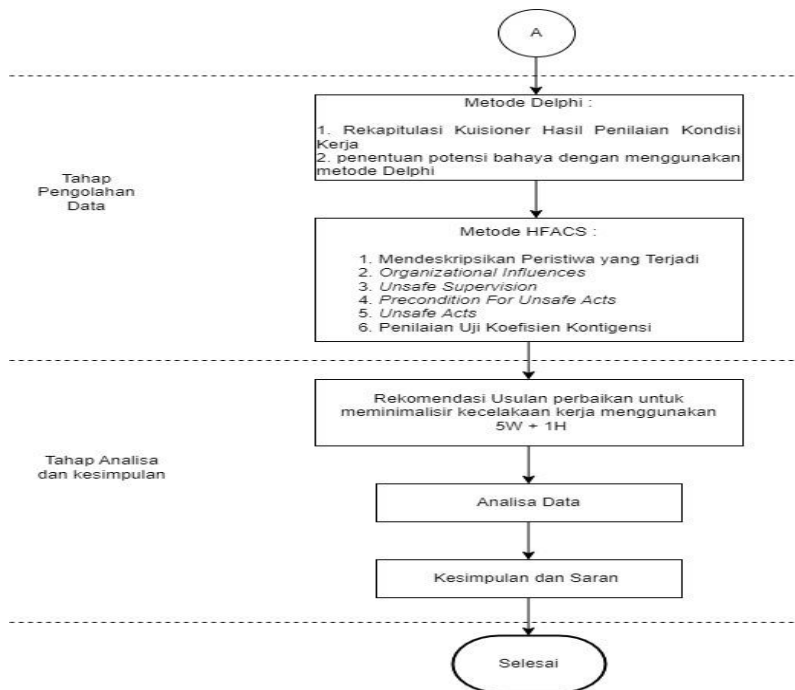 A
Metode Delphi :
1. Rekapitulasi Kuisioner Hasil Penilaian Kondisi
Kerja
2. penentuan potensi bahaya dengan menggunakan
metode Delphi
Tahap
Pengolahan
Data
Metode HFACS :
1. Mendeskripsikan Peristiwa yang Terjadi
2. Organizational Influences
3. Unsafe Supervision
4. Precondition For Unsafe Acts
5. Unsafe Acts
6. Penilaian Uji Koefisien Kontigensi
Rekomendasi Usulan perbaikan untuk
meminimalisir kecelakaan kerja menggunakan
5W + 1H
Tahap Analisa
dan kesimpulan
Analisa Data
Kesimpulan dan Saran
Selesai